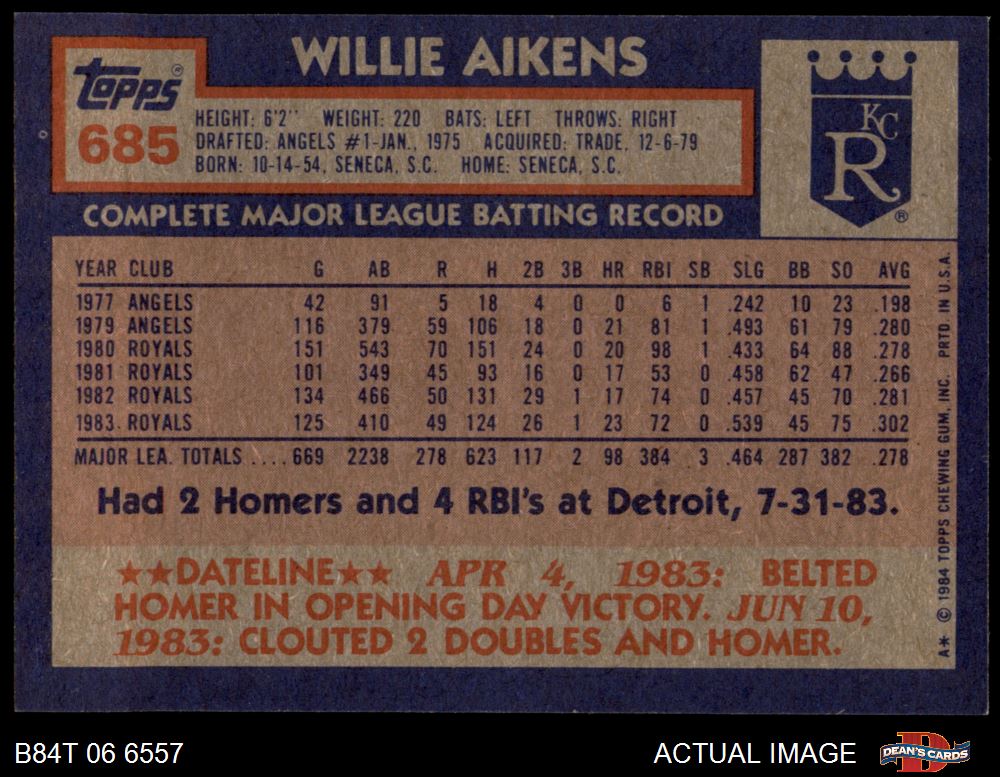 WILLIE AIKENS
Topps®
685
HEIGHT: 6'2" WEIGHT: 220 BATS: LEFT THROWS: RIGHT
DRAFTED: ANGELS #1-JAN., 1975 ACQUIRED: TRADE, 12-6-79
BORN: 10-14-54, SENECA, S.C. HOME: SENECA, S.C.
KC
R
®
COMPLETE MAJOR LEAGUE BATTING RECORD
YEAR CLUB G AB R H 2B 3B HR RBI SB SLG BB SO AVG
1977 ANGELS 42 91 5 18 4 0 0 6 1 .242 10 23 .198
1979 ANGELS 116 379 59 106 18 0 21 81 1 .493 61 79 .280
1980 ROYALS 151 543 70 151 24 0 20 98 1 .433 64 88 .278
1981 ROYALS 101 349 45 93 16 0 17 53 0 .458 62 47 .266
1982 ROYALS 134 466 50 131 29 1 17 74 0 .457 45 70 .281
1983 ROYALS 125 410 49 124 26 1 23 72 0 .539 45 75 .302
MAJOR LEA. TOTALS .... 669 2238 278 623 117 2 98 384 3 .464 287 382 .278
Had 2 Homers and 4 RBI's at Detroit, 7-31-83.
★★DATELINE★★ APR 4, 1983: BELTED
HOMER IN OPENING DAY VICTORY. JUN 10,
1983: CLOUTED 2 DOUBLES AND HOMER.
A* © 1984 TOPPS CHEWING GUM, INC. PRTD. IN U.S.A.
B84T 06 6557
ACTUAL IMAGE
D
DEAN'S CARDS